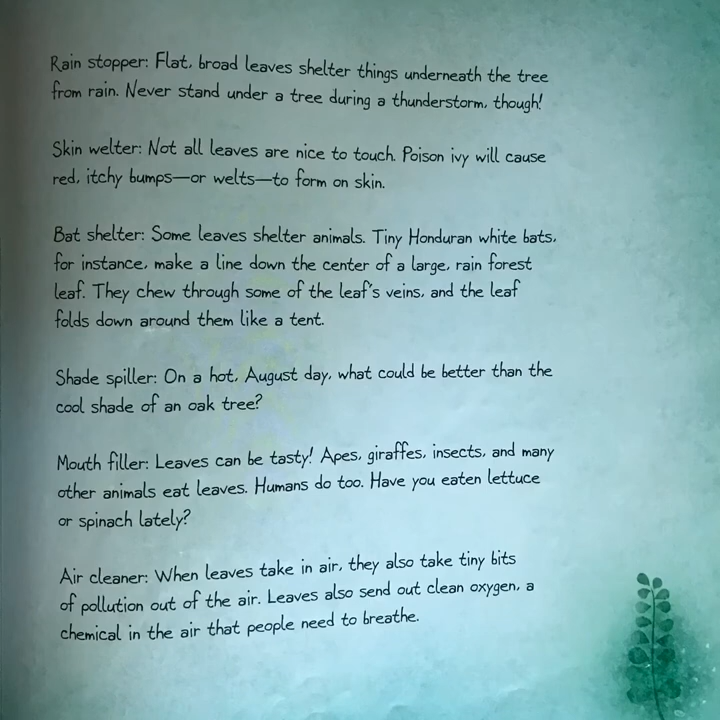 Rain stopper: Flat, broad leaves shelter things underneath the tree
from rain. Never stand under a tree during a thunderstorm, though!
Skin welter: Not all leaves are nice to touch. Poison ivy will cause
red, itchy bumps—or welts—to form on skin.
Bat shelter: Some leaves shelter animals. Tiny Honduran white bats,
for instance, make a line down the center of a large, rain forest
leaf. They chew through some of the leaf's veins, and the leaf
folds down around them like a tent.
Shade spiller: On a hot, August day, what could be better than the
cool shade of an oak tree?
Mouth filler: Leaves can be tasty! Apes, giraffes, insects, and many
other animals eat leaves. Humans do too. Have you eaten lettuce
or spinach lately?
Air cleaner: When leaves take in air, they also take tiny bits
of pollution out of the air. Leaves also send out clean oxygen, a
chemical in the air that people need to breathe.